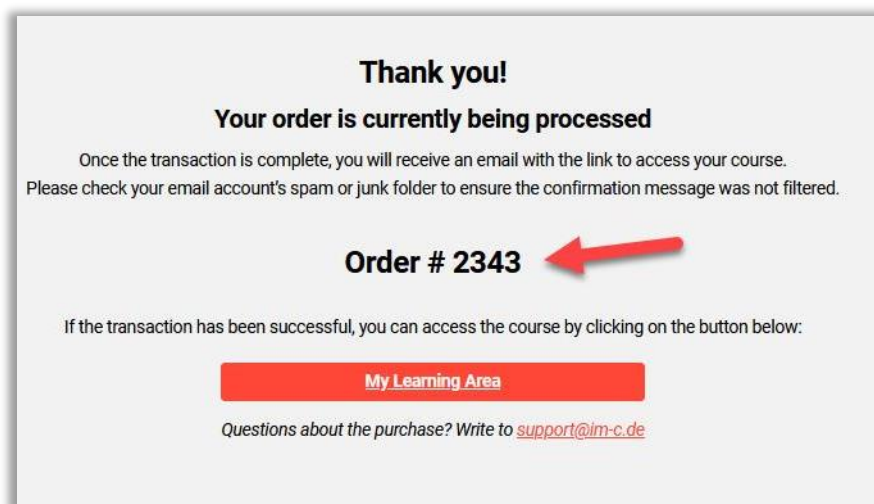 Thank you!
Your order is currently being processed
Once the transaction is complete, you will receive an email with the link to access your course.
Please check your email account's spam or junk folder to ensure the confirmation message was not filtered.
Order # 2343
If the transaction has been successful, you can access the course by clicking on the button below:
My Learning Area
Questions about the purchase? Write to support@im-c.de